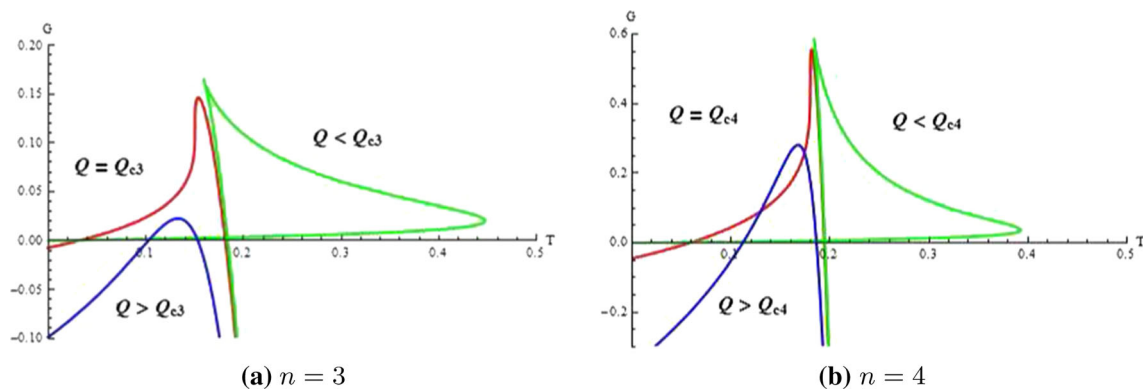 G
0.20
0.15
0.10
0.05
0.00
−0.05
−0.10
0.1
0.2
0.3
0.4
0.5
T
Q = Qc3
Q < Qc3
Q > Qc3
(a) n = 3
G
0.6
0.4
0.2
0.0
−0.2
0.1
0.2
0.3
0.4
0.5
T
Q = Qc4
Q < Qc4
Q > Qc4
(b) n = 4